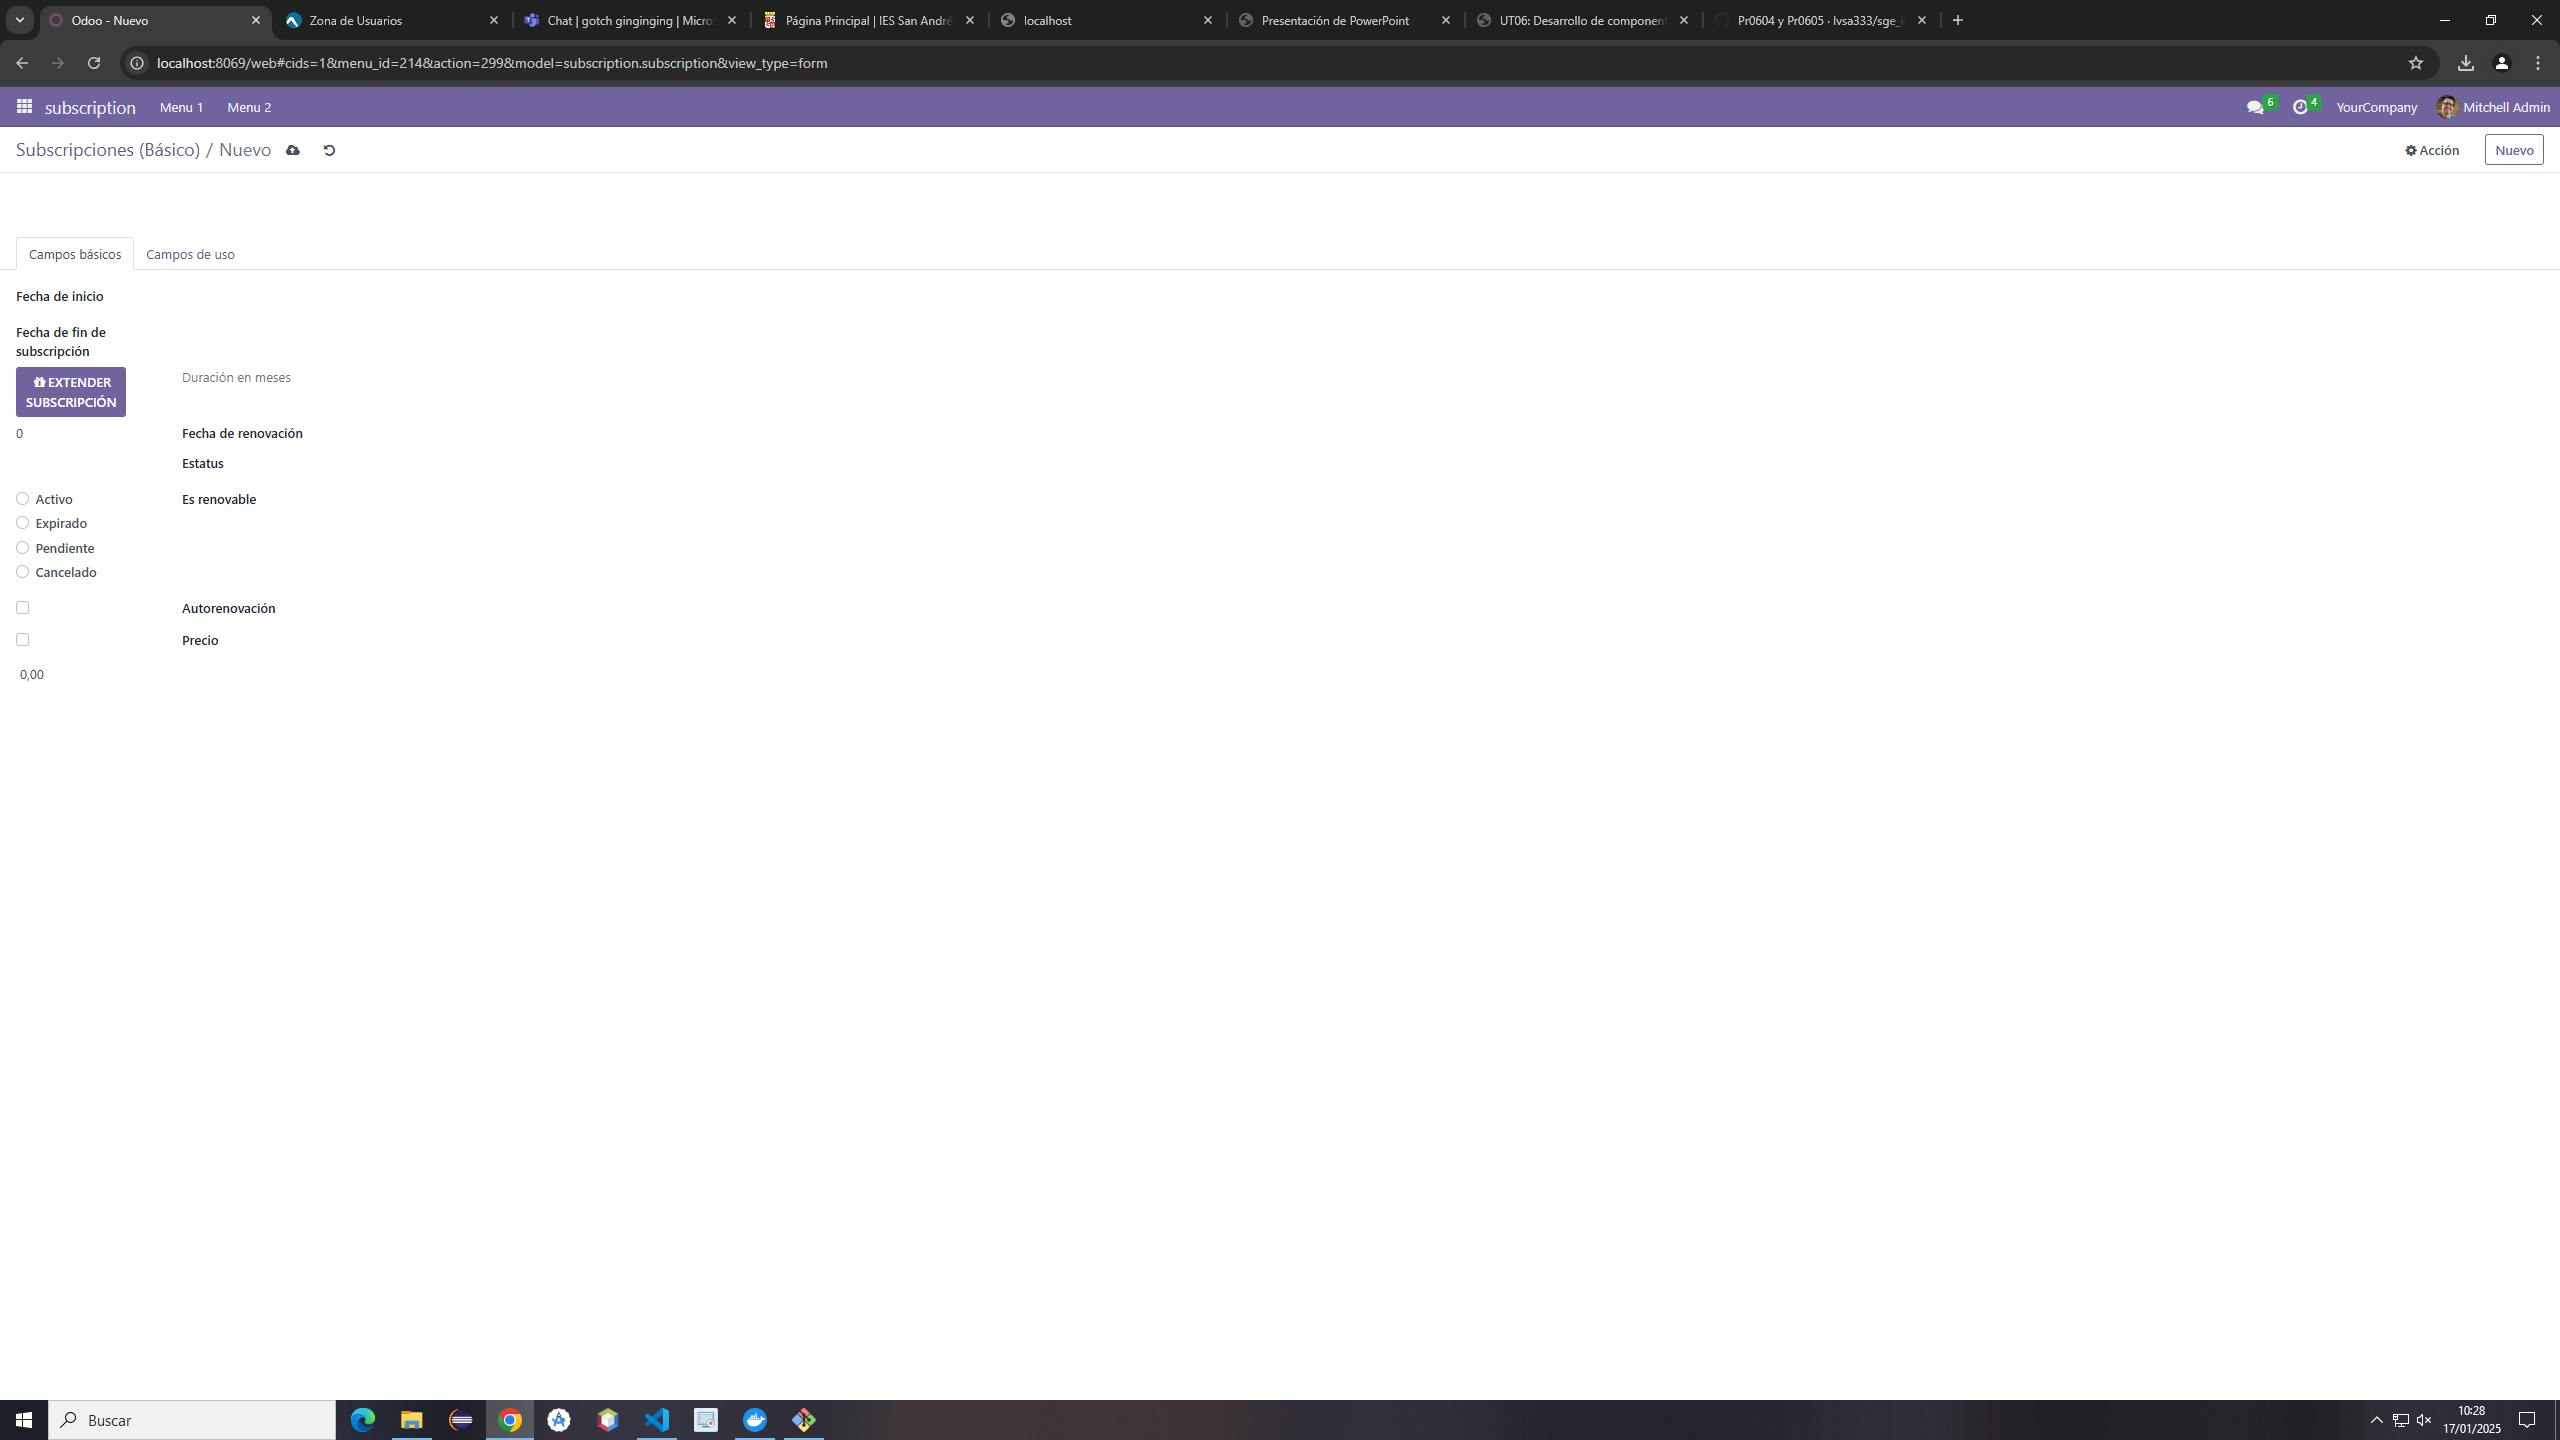 Odoo - Nuevo
Zona de Usuarios
Chat | gotch ginginging | Micro
Página Principal | IES San André
localhost
Presentación de PowerPoint
UT06: Desarrollo de component
Pr0604 y Pr0605 · lvsa333/sge_i
localhost:8069/web#cids=1&menu_id=214&action=299&model=subscription.subscription&view_type=form
subscription
Menu 1
Menu 2
6
4
YourCompany
Mitchell Admin
Subscripciones (Básico) / Nuevo
Acción
Nuevo
Campos básicos
Campos de uso
Fecha de inicio
Fecha de fin de
subscripción
EXTENDER
SUBSCRIPCIÓN
Duración en meses
0
Fecha de renovación
Estatus
Activo
Es renovable
Expirado
Pendiente
Cancelado
Autorenovación
Precio
0,00
Buscar
10:28
17/01/2025